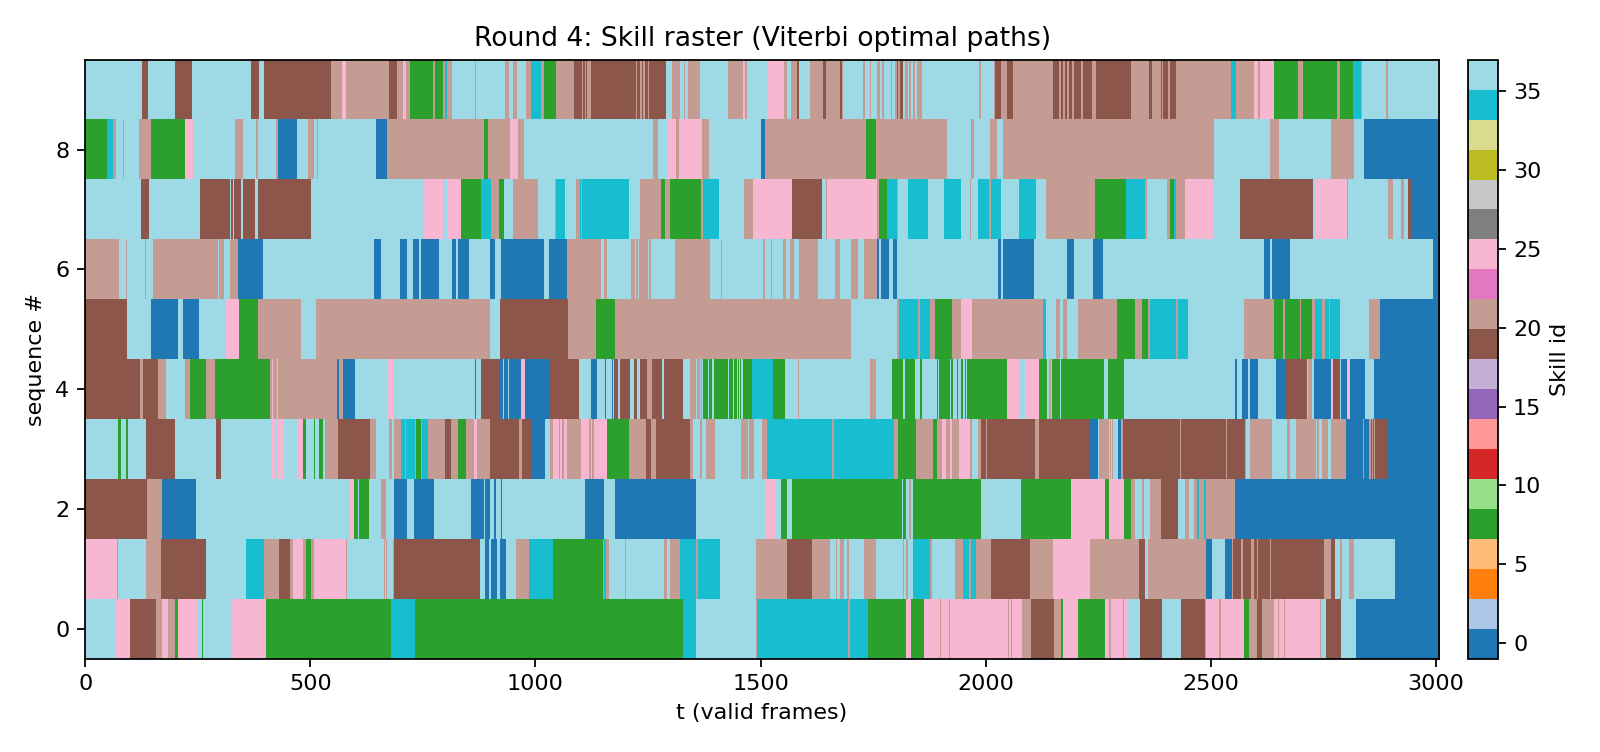 Round 4: Skill raster (Viterbi optimal paths)
sequence #
8
6
4
2
0
0 500 1000 1500 2000 2500 3000
t (valid frames)
35
30
25
20
15
10
5
0
Skill id